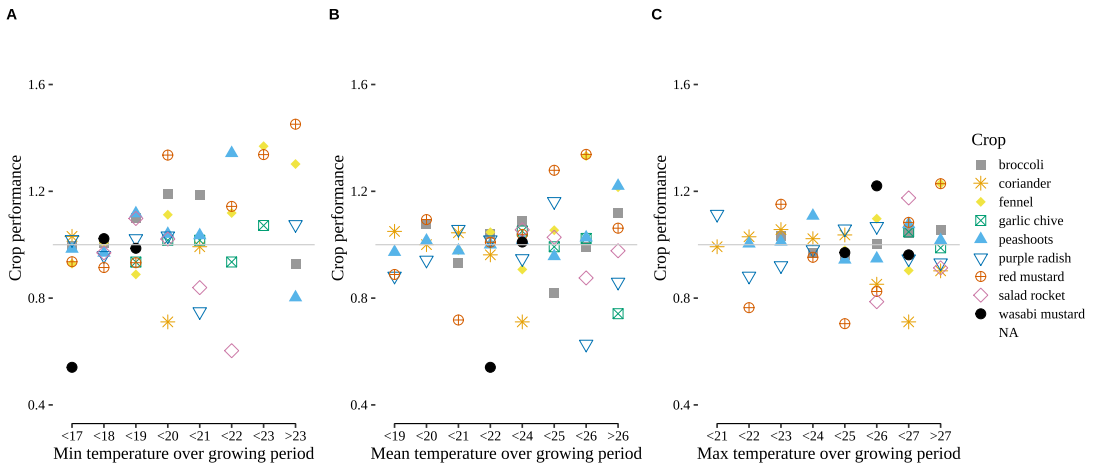 A
B
C
Crop performance
1.6
1.2
0.8
0.4
<17 <18 <19 <20 <21 <22 <23 >23
Min temperature over growing period
Crop performance
1.6
1.2
0.8
0.4
<19 <20 <21 <22 <24 <25 <26 >26
Mean temperature over growing period
Crop performance
1.6
1.2
0.8
0.4
<21 <22 <23 <24 <25 <26 <27 >27
Max temperature over growing period
Crop
broccoli
coriander
fennel
garlic chive
peashoots
purple radish
red mustard
salad rocket
wasabi mustard
NA